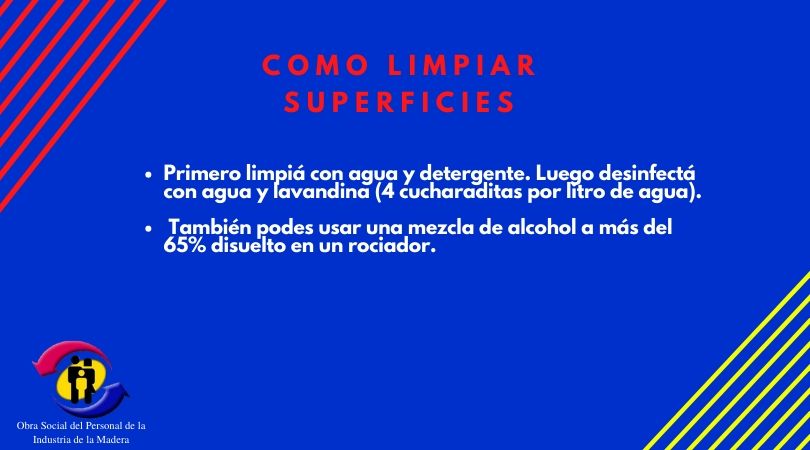 COMO LIMPIAR
SUPERFICIES
• Primero limpiá con agua y detergente. Luego desinfectá
con agua y lavandina (4 cucharaditas por litro de agua).
• También podes usar una mezcla de alcohol a más del
65% disuelto en un rociador.
Obra Social del Personal de la
Industria de la Madera